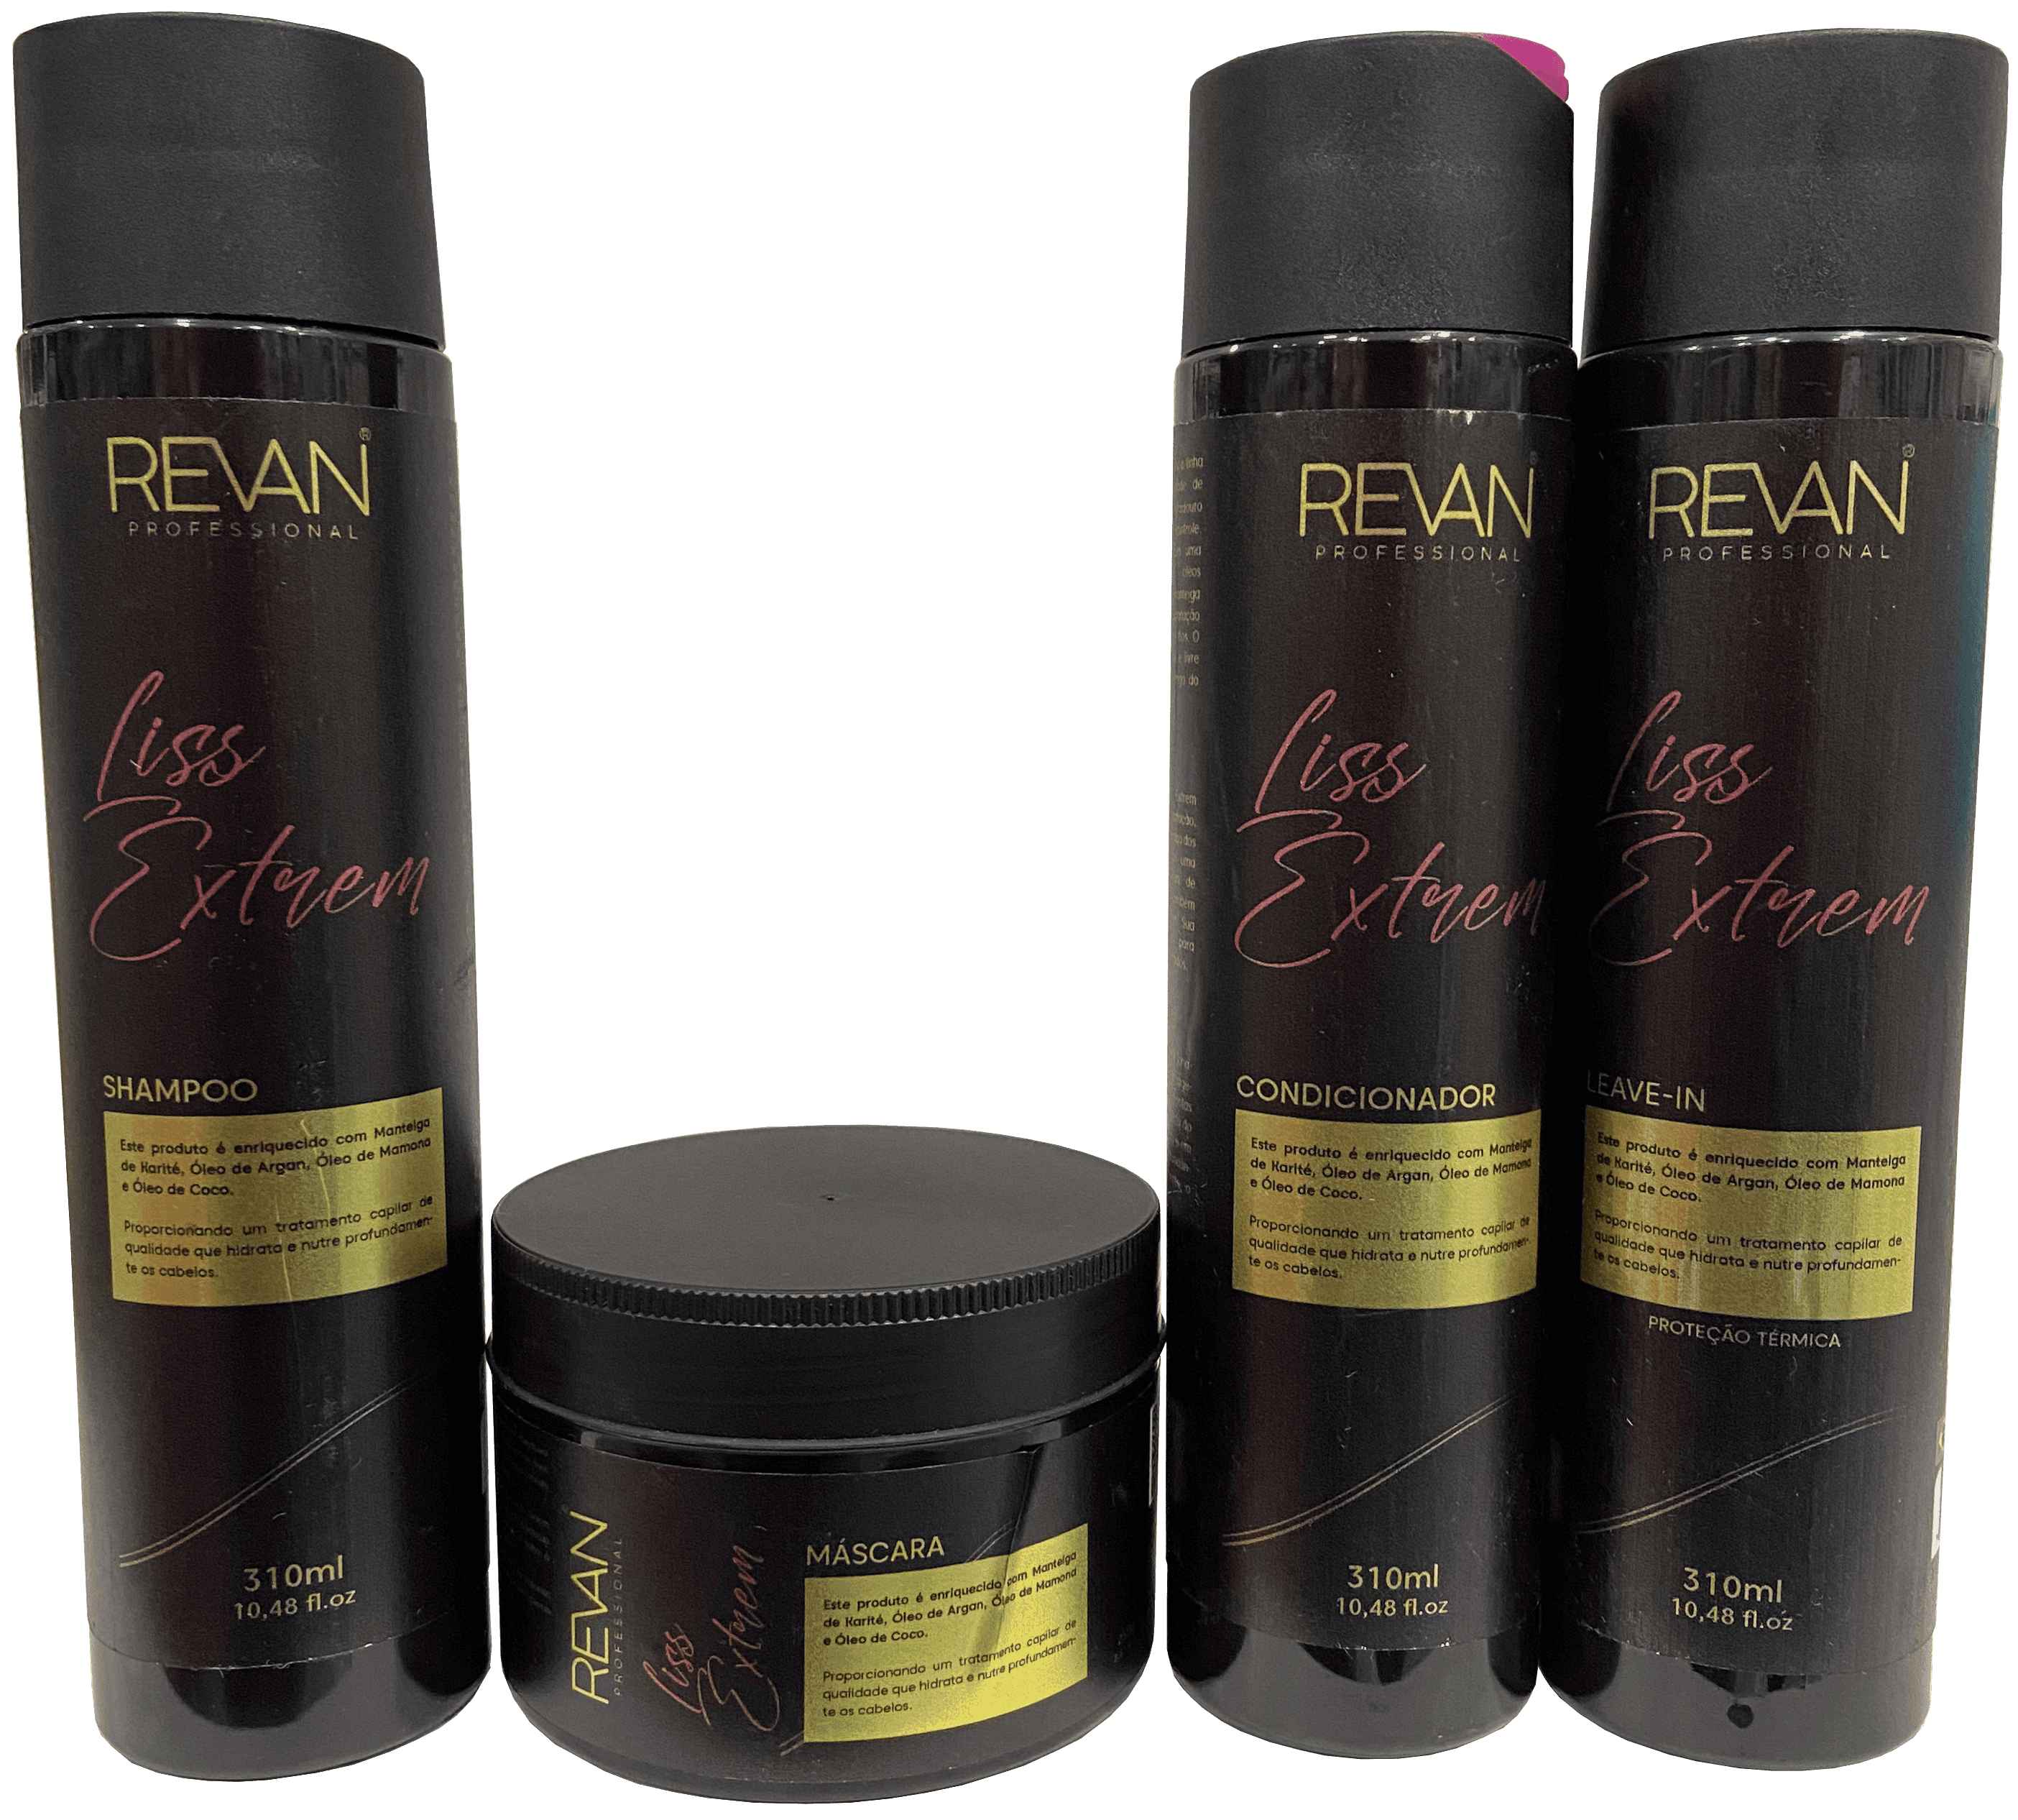 REVAN®
PROFESSIONAL
Liss
Extrem
SHAMPOO
Este produto é enriquecido com Manteiga
de Karité, Óleo de Argan, Óleo de Mamona
e Óleo de Coco.
Proporcionando um tratamento capilar de
qualidade que hidrata e nutre profundamen-
te os cabelos.
310ml
10,48 fl.oz
REVAN
PROFESSIONAL
Liss
Extrem
MÁSCARA
Este produto é enriquecido com Manteiga
de Karité, Óleo de Argan, Óleo de Mamona
e Óleo de Coco.
Proporcionando um tratamento capilar de
qualidade que hidrata e nutre profundamen-
te os cabelos.
REVAN
PROFESSIONAL
Liss
Extrem
CONDICIONADOR
Este produto é enriquecido com Manteiga
de Karité, Óleo de Argan, Óleo de Mamona
e Óleo de Coco.
Proporcionando um tratamento capilar de
qualidade que hidrata e nutre profundamen-
te os cabelos.
310ml
10,48 fl.oz
REVAN®
PROFESSIONAL
Liss
Extrem
LEAVE-IN
Este produto é enriquecido com Manteiga
de Karité, Óleo de Argan, Óleo de Mamona
e Óleo de Coco.
Proporcionando um tratamento capilar de
qualidade que hidrata e nutre profundamen-
te os cabelos.
PROTEÇÃO TÉRMICA
310ml
10,48 fl.oz